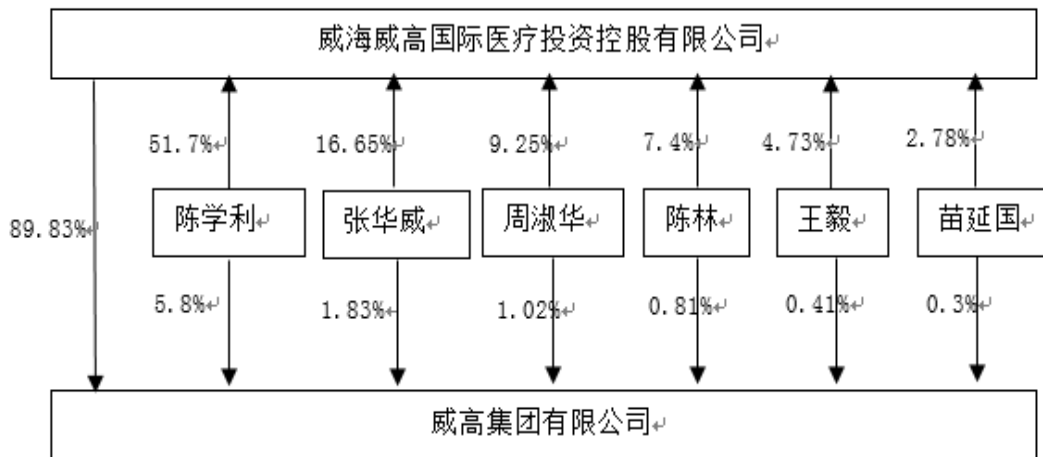 威海威高国际医疗投资控股有限公司↵
51.7%↵ 16.65%↵ 9.25%↵ 7.4%↵ 4.73%↵ 2.78%↵
陈学利↵ 张华威↵ 周淑华↵ 陈林↵ 王毅↵ 苗延国↵
89.83%↵
5.8%↵ 1.83%↵ 1.02%↵ 0.81%↵ 0.41%↵ 0.3%↵
威高集团有限公司↵